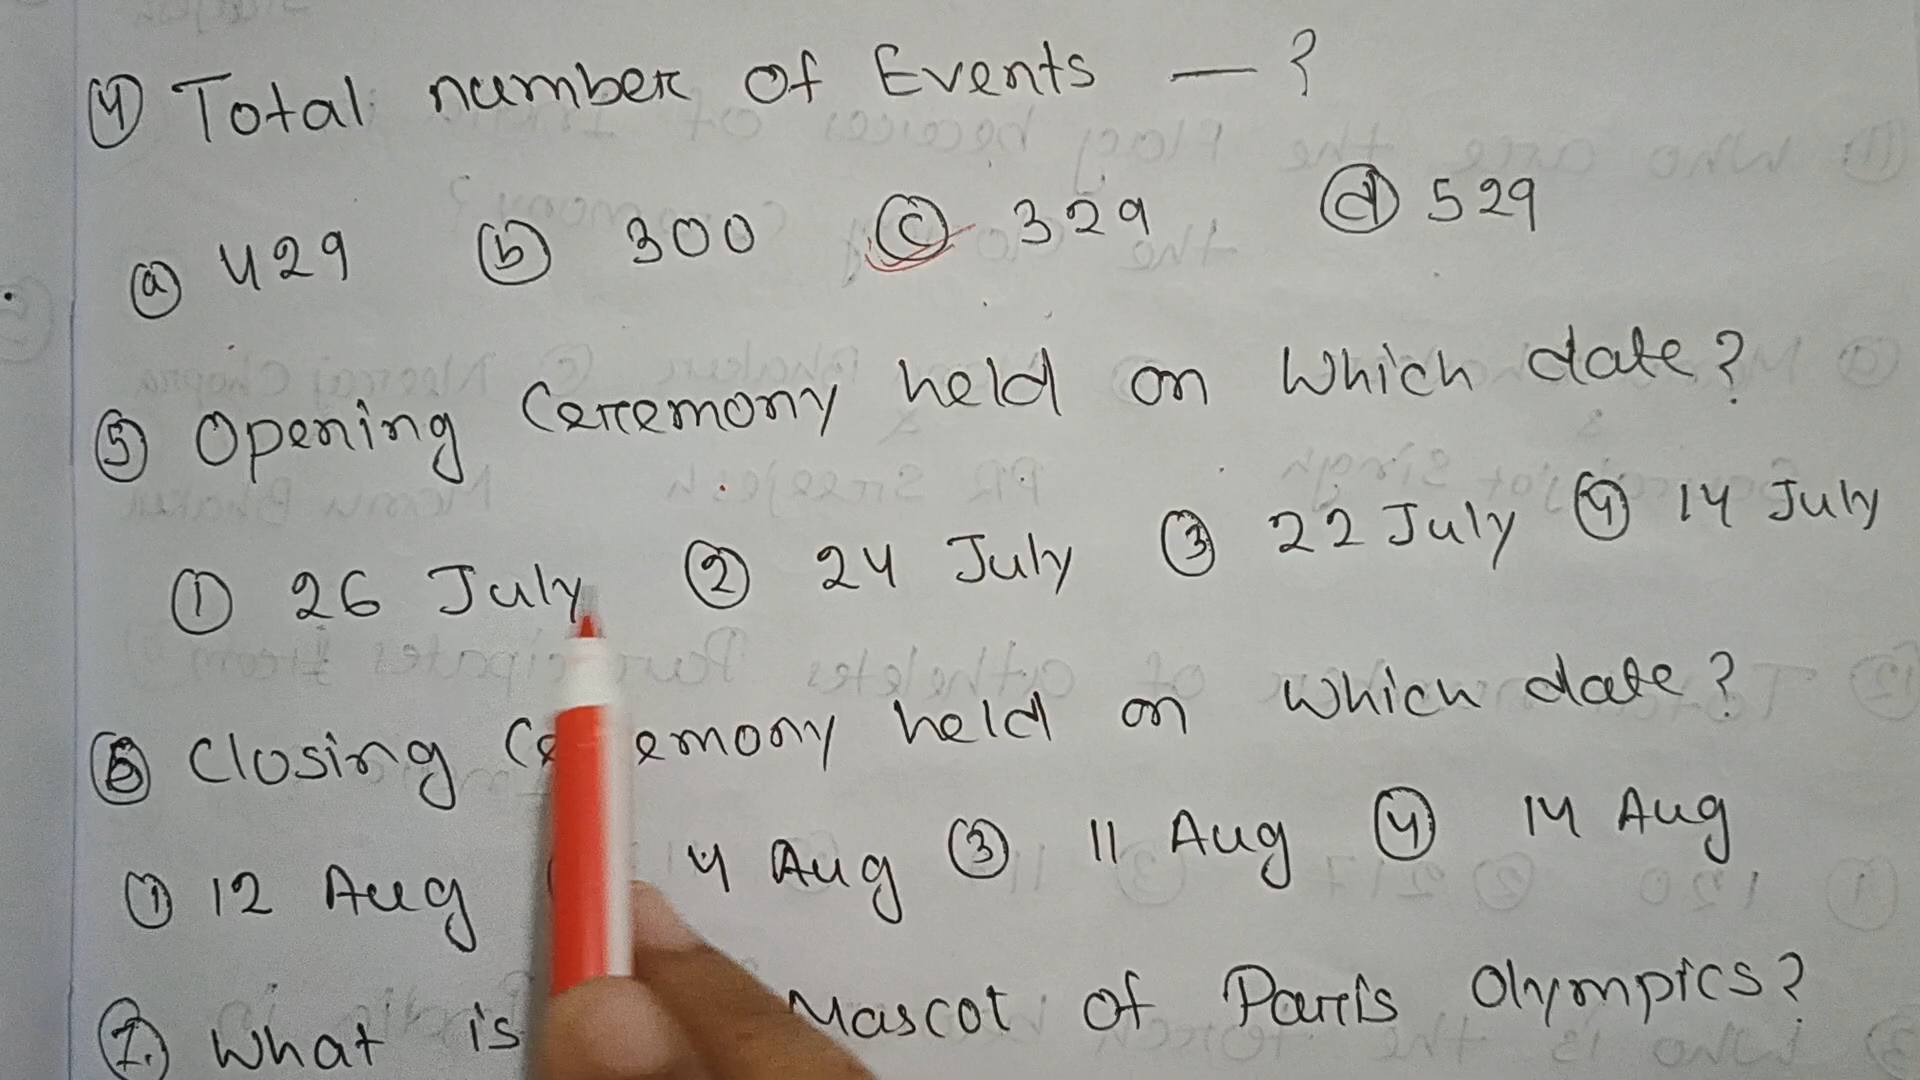 4 Total number of Events — ?
a 429 b 300 c 329 d 529
5 Opening Ceremony held on which date?
1 26 July 2 24 July 3 22 July 4 14 July
6 Closing Ceremony held on which date?
1 12 Aug 4 Aug 3 11 Aug 4 14 Aug
7. What is Mascot of Paris Olympics?